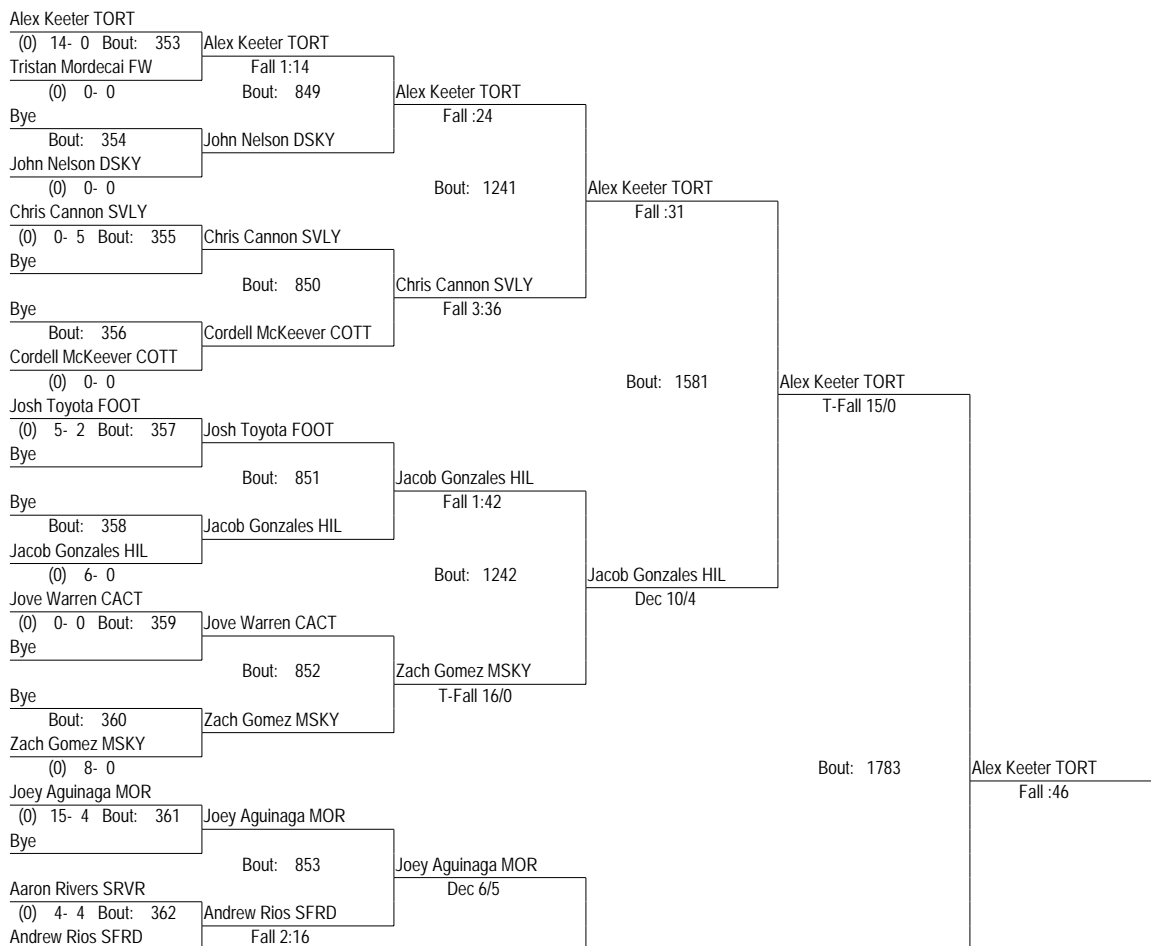 Alex Keeter TORT
(0) 14- 0 Bout: 353 Alex Keeter TORT
Tristan Mordecai FW Fall 1:14
(0) 0- 0 Bout: 849 Alex Keeter TORT
Bye Fall :24
Bout: 354 John Nelson DSKY
John Nelson DSKY
(0) 0- 0 Bout: 1241 Alex Keeter TORT
Chris Cannon SVLY Fall :31
(0) 0- 5 Bout: 355 Chris Cannon SVLY
Bye
Bout: 850 Chris Cannon SVLY
Bye Fall 3:36
Bout: 356 Cordell McKeever COTT
Cordell McKeever COTT
(0) 0- 0 Bout: 1581 Alex Keeter TORT
Josh Toyota FOOT T-Fall 15/0
(0) 5- 2 Bout: 357 Josh Toyota FOOT
Bye
Bout: 851 Jacob Gonzales HIL
Bye Fall 1:42
Bout: 358 Jacob Gonzales HIL
Jacob Gonzales HIL
(0) 6- 0 Bout: 1242 Jacob Gonzales HIL
Jove Warren CACT Dec 10/4
(0) 0- 0 Bout: 359 Jove Warren CACT
Bye
Bout: 852 Zach Gomez MSKY
Bye T-Fall 16/0
Bout: 360 Zach Gomez MSKY
Zach Gomez MSKY
(0) 8- 0 Bout: 1783 Alex Keeter TORT
Joey Aguinaga MOR Fall :46
(0) 15- 4 Bout: 361 Joey Aguinaga MOR
Bye
Bout: 853 Joey Aguinaga MOR
Aaron Rivers SRVR Dec 6/5
(0) 4- 4 Bout: 362 Andrew Rios SFRD
Andrew Rios SFRD Fall 2:16